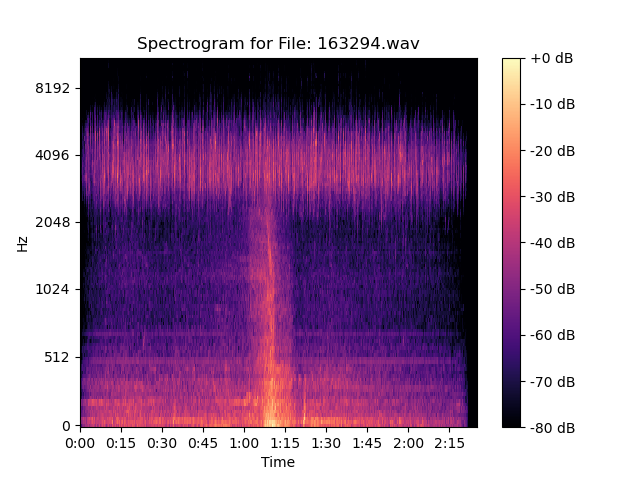 Spectrogram for File: 163294.wav
Hz
8192
4096
2048
1024
512
0
0:00 0:15 0:30 0:45 1:00 1:15 1:30 1:45 2:00 2:15
Time
+0 dB
-10 dB
-20 dB
-30 dB
-40 dB
-50 dB
-60 dB
-70 dB
-80 dB